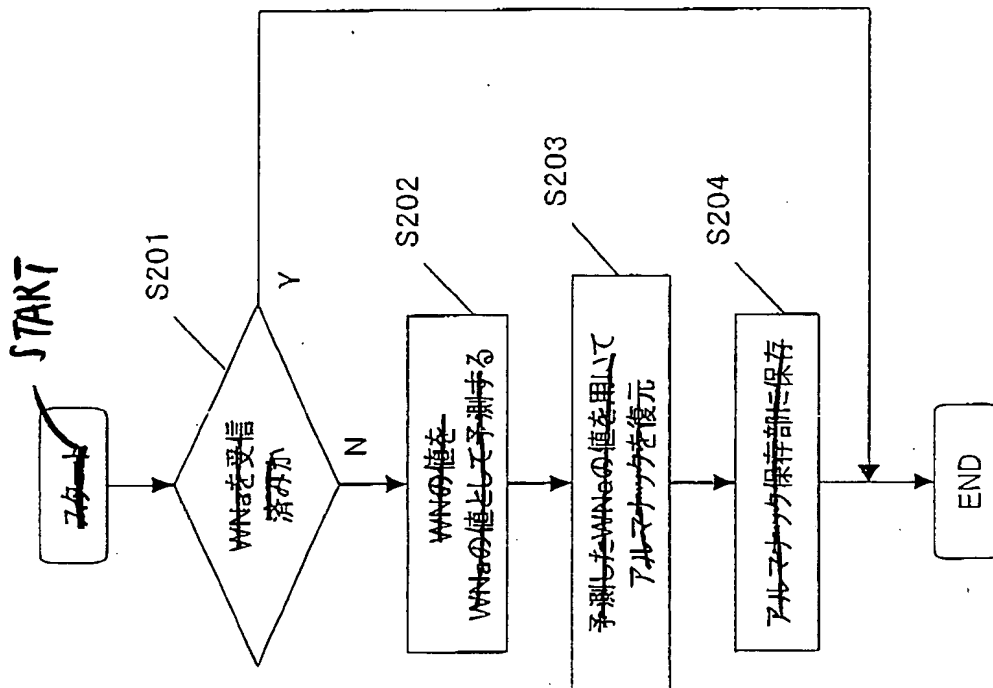 START
スタート
S201
WNaを受信
済みか
Y
N
S202
WNの値を
WNaの値として予測する
S203
予測したWNaの値を用いて
アルマナックを復元
S204
アルマナック保存部に保存
END